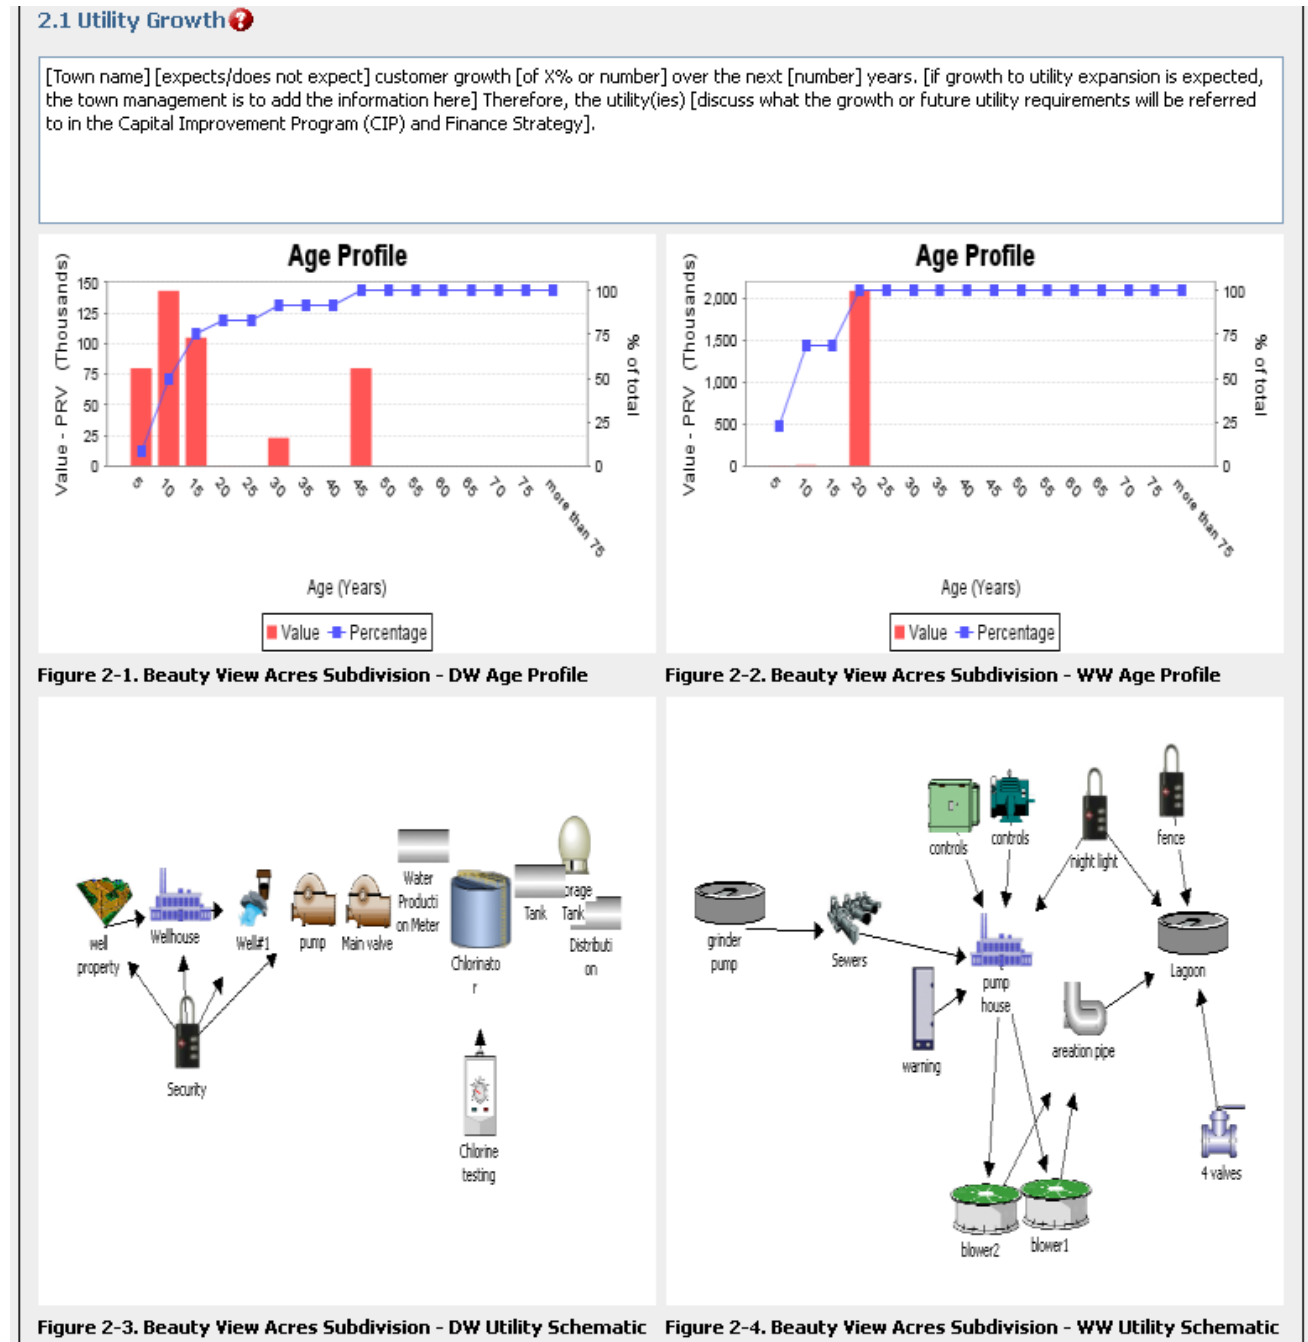 2.1 Utility Growth?
[Town name] [expects/does not expect] customer growth [of X% or number] over the next [number] years. [if growth to utility expansion is expected,
the town management is to add the information here] Therefore, the utility(ies) [discuss what the growth or future utility requirements will be referred
to in the Capital Improvement Program (CIP) and Finance Strategy].
Age Profile
Value - PRV (Thousands)
150
125
100
75
50
25
0
100
75
50
25
0
% of total
5 10 15 20 25 30 35 40 45 50 55 60 65 70 75 more than 75
Age (Years)
Value Percentage
Figure 2-1. Beauty View Acres Subdivision - DW Age Profile
Age Profile
Value - PRV (Thousands)
2,000
1,500
1,000
500
0
100
75
50
25
0
% of total
5 10 15 20 25 30 35 40 45 50 55 60 65 70 75 more than 75
Age (Years)
Value Percentage
Figure 2-2. Beauty View Acres Subdivision - WW Age Profile
well
property
Wellhouse
Well#1
pump
Main valve
Water
Producti
on Meter
Chlorinato
r
Tank
orage
Tank
Distributi
on
Security
Chlorine
testing
Figure 2-3. Beauty View Acres Subdivision - DW Utility Schematic
controls
controls
night light
fence
grinder
pump
Sewers
pump
house
Lagoon
warning
areation pipe
4 valves
blower2
blower1
Figure 2-4. Beauty View Acres Subdivision - WW Utility Schematic